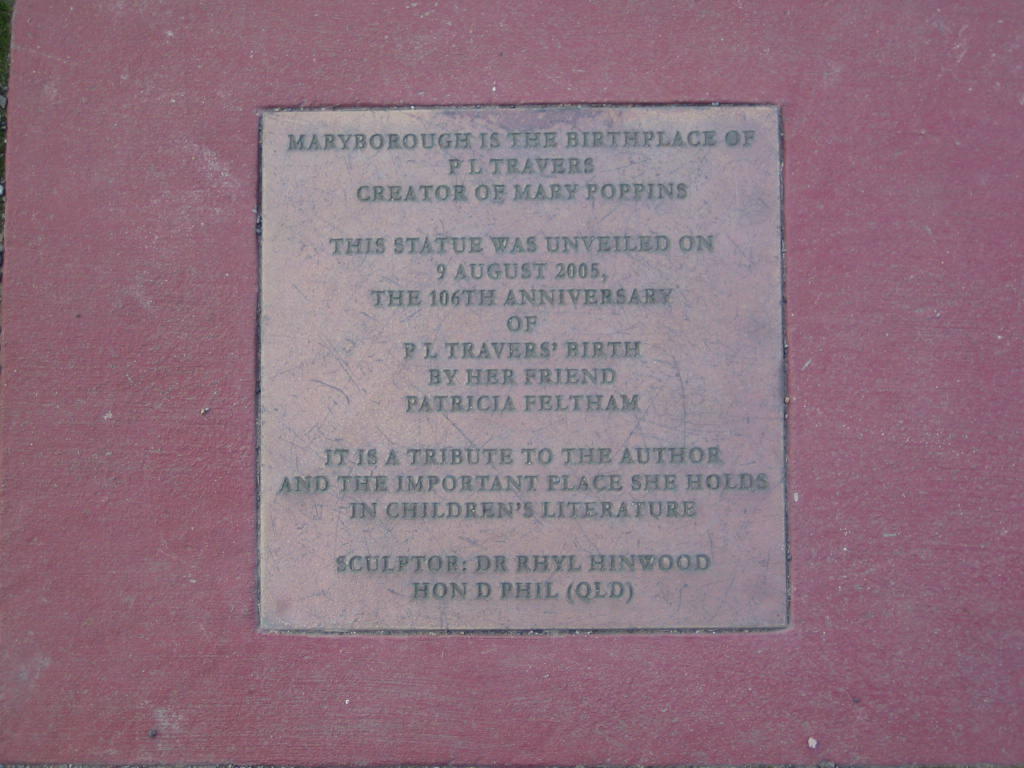 MARYBOROUGH IS THE BIRTHPLACE OF
P L TRAVERS
CREATOR OF MARY POPPINS
THIS STATUE WAS UNVEILED ON
9 AUGUST 2005,
THE 106TH ANNIVERSARY
OF
P L TRAVERS' BIRTH
BY HER FRIEND
PATRICIA FELTHAM
IT IS A TRIBUTE TO THE AUTHOR
AND THE IMPORTANT PLACE SHE HOLDS
IN CHILDREN'S LITERATURE
SCULPTOR: DR RHYL HINWOOD
HON D PHIL (QLD)